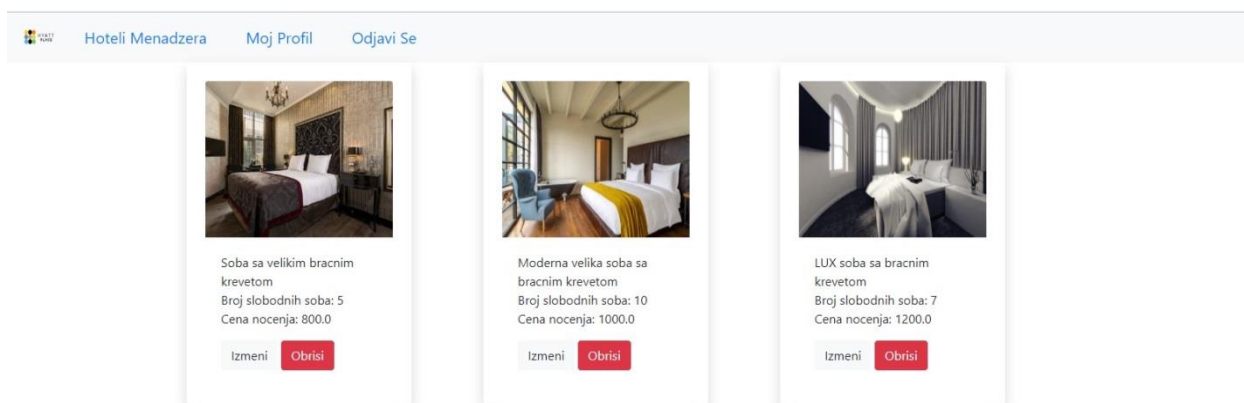 HYATT PLACE Hoteli Menadzera Moj Profil Odjavi Se
Soba sa velikim bracnim
krevetom
Broj slobodnih soba: 5
Cena nocenja: 800.0
Izmeni Obrisi
Moderna velika soba sa
bracnim krevetom
Broj slobodnih soba: 10
Cena nocenja: 1000.0
Izmeni Obrisi
LUX soba sa bracnim
krevetom
Broj slobodnih soba: 7
Cena nocenja: 1200.0
Izmeni Obrisi